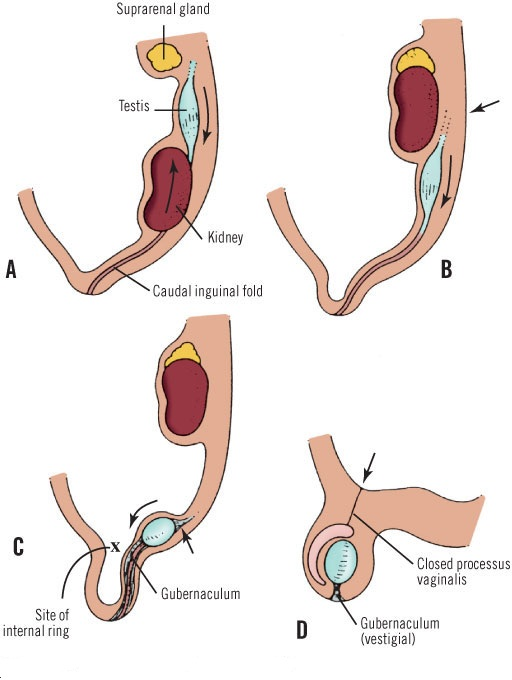 Suprarenal gland
Testis
Kidney
Caudal inguinal fold
A
B
C
x
Site of
internal ring
Gubernaculum
D
Closed processus
vaginalis
Gubernaculum
(vestigial)